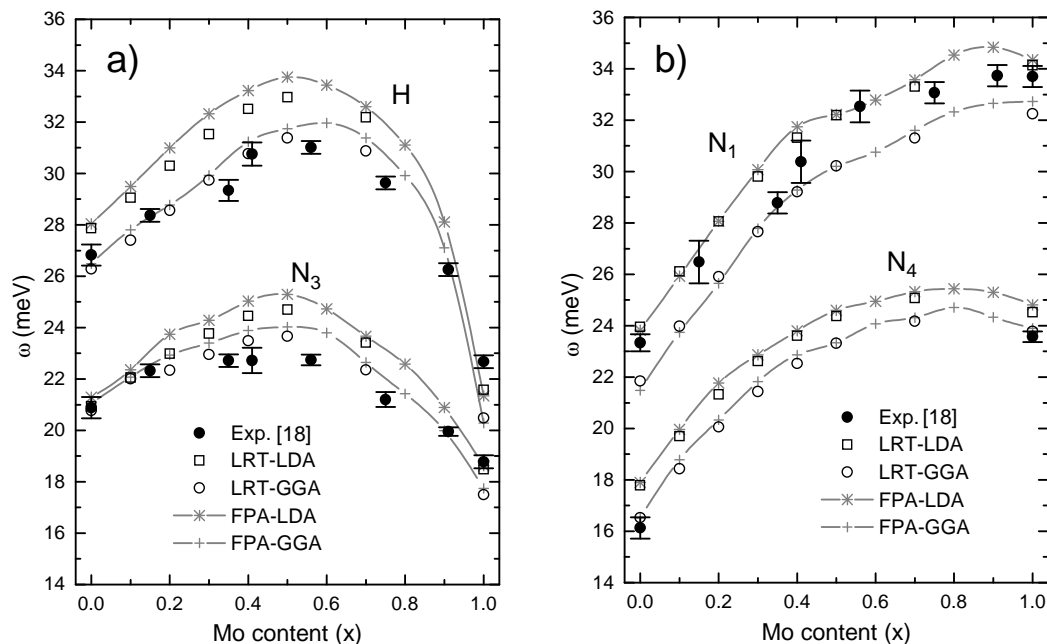 a)
H
N3
36
34
32
30
28
26
24
22
20
18
16
14
ω (meV)
Exp. [18]
LRT-LDA
LRT-GGA
FPA-LDA
FPA-GGA
0.0 0.2 0.4 0.6 0.8 1.0
Mo content (x)
b)
N1
N4
36
34
32
30
28
26
24
22
20
18
16
14
ω (meV)
Exp. [18]
LRT-LDA
LRT-GGA
FPA-LDA
FPA-GGA
0.0 0.2 0.4 0.6 0.8 1.0
Mo content (x)